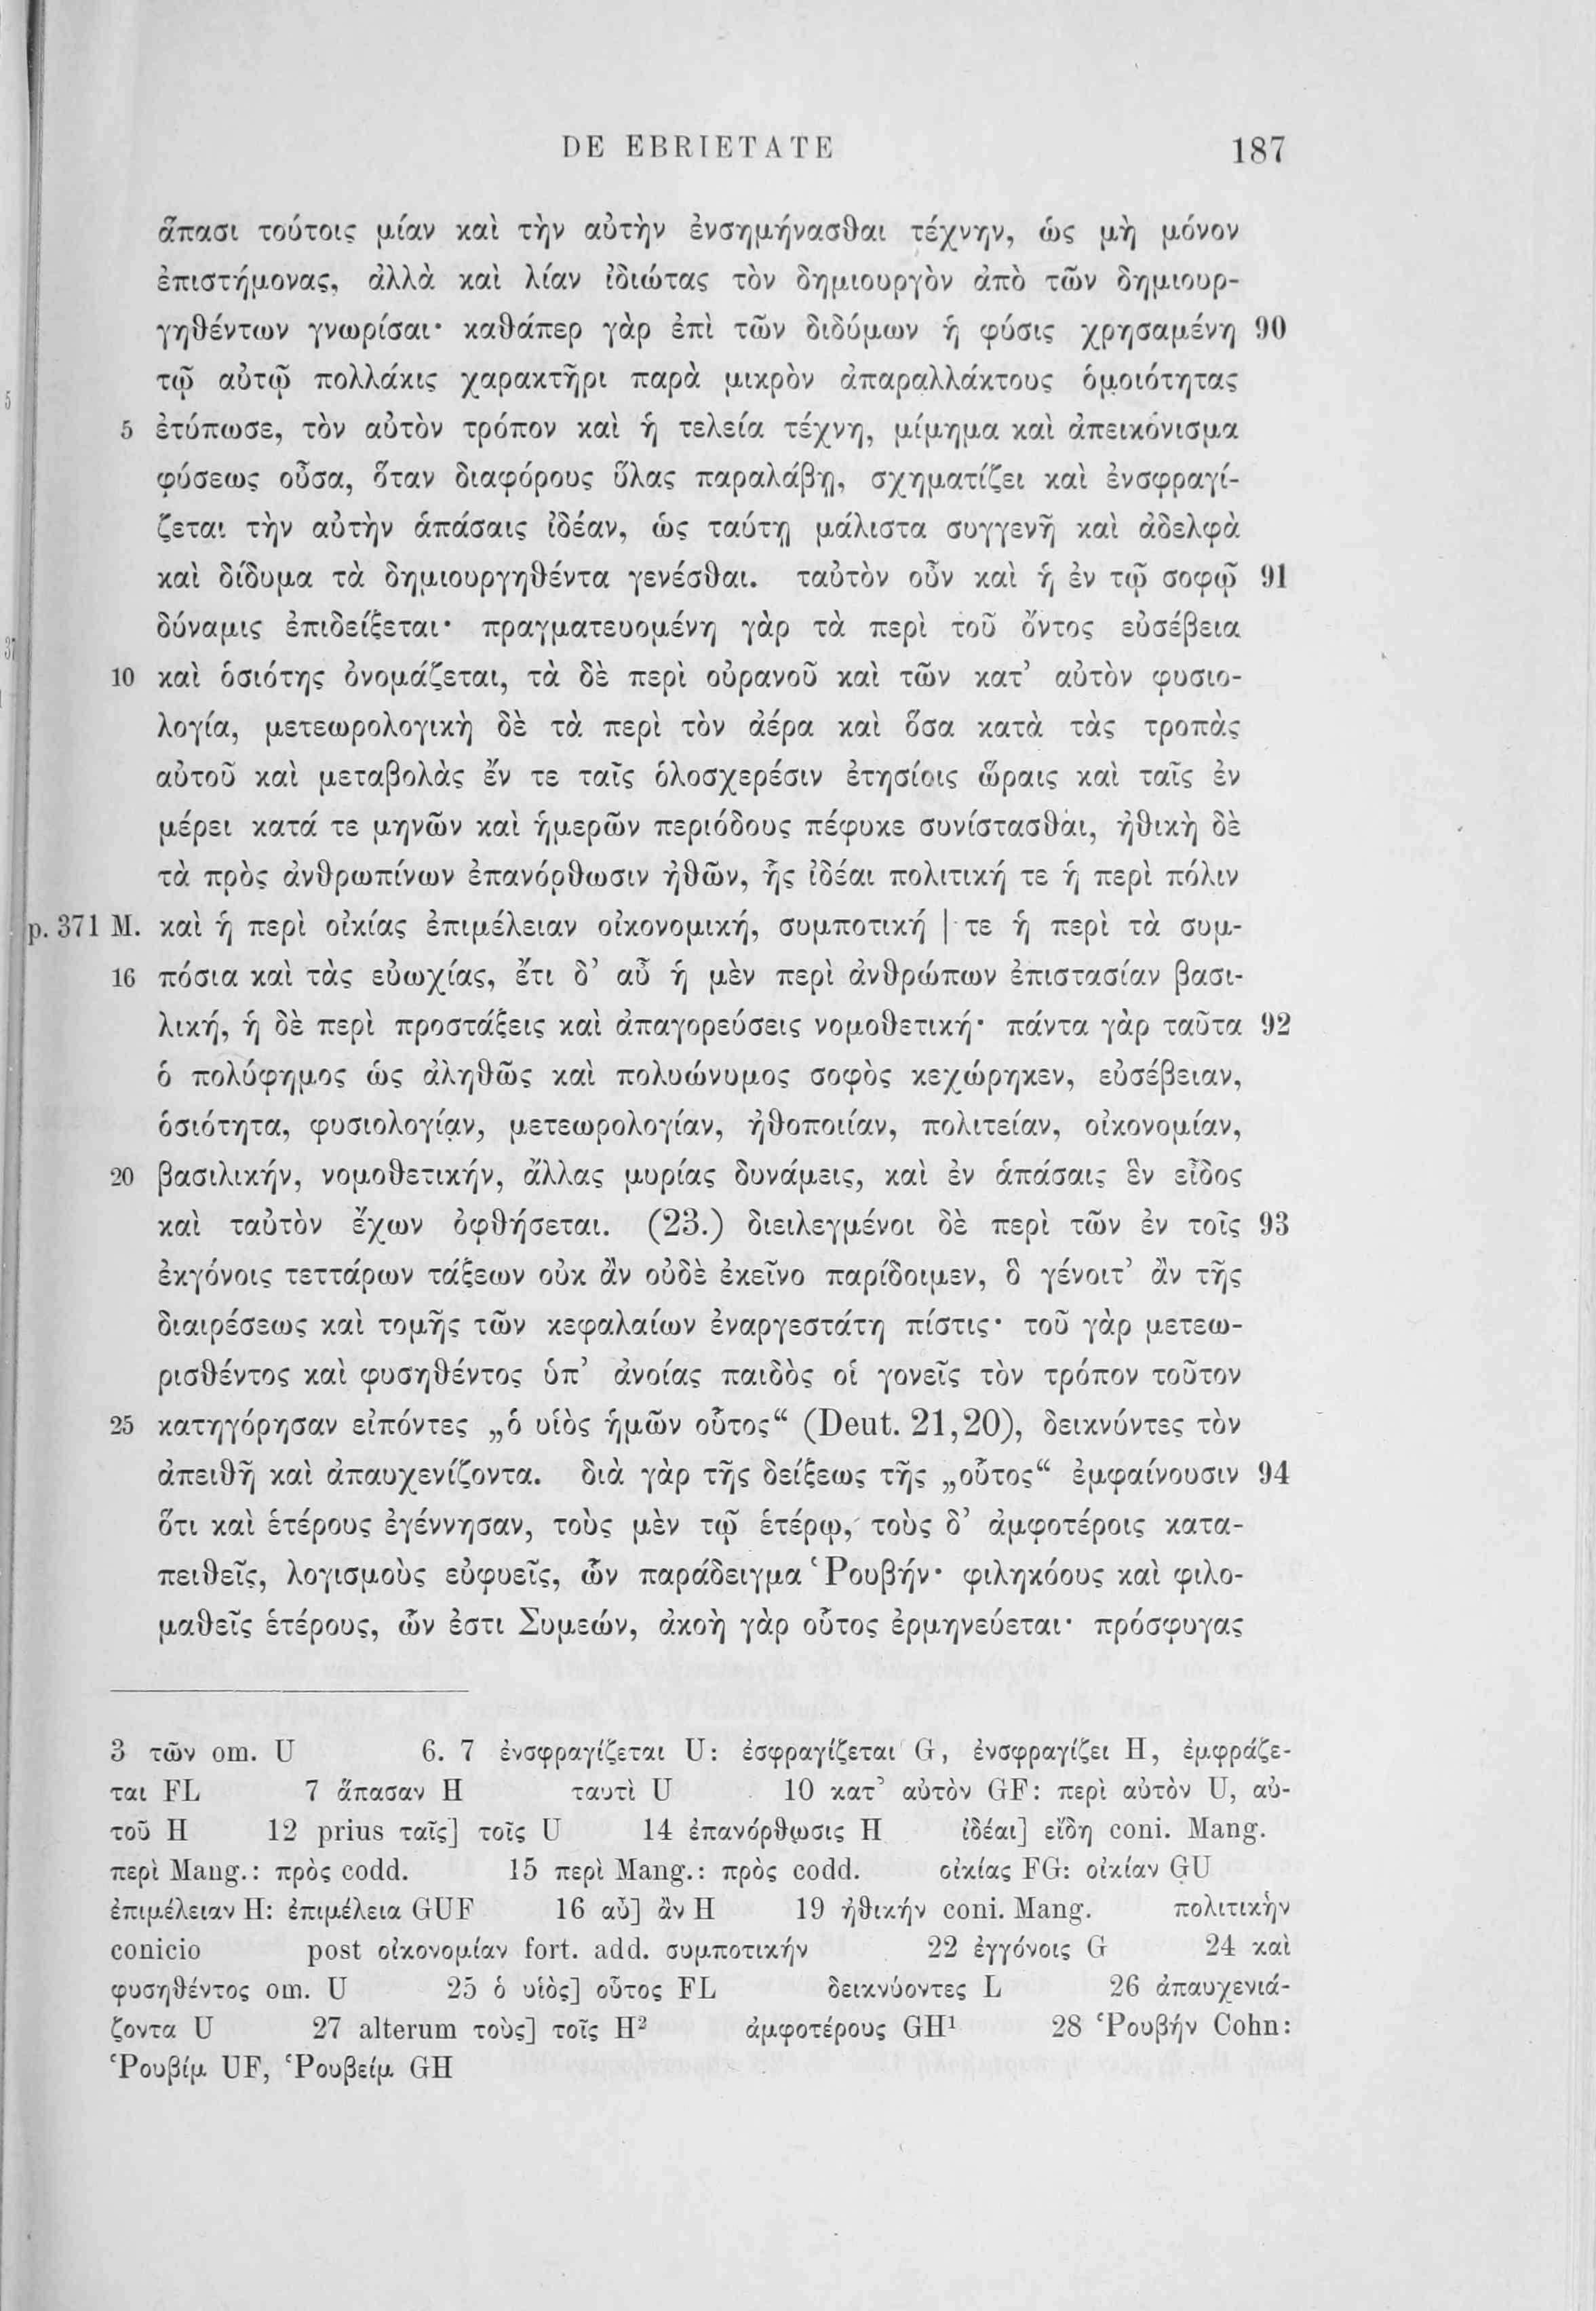 DE EBRIETATE 187
ἅπασι τούτοις μίαν καὶ τὴν αὐτὴν ἐνσημήνασθαι τέχνην, ὡς μὴ μόνον
ἐπιστήμονας, ἀλλὰ καὶ λίαν ἰδιώτας τὸν δημιουργὸν ἀπὸ τῶν δημιουρ-
γηθέντων γνωρίσαι· καθάπερ γὰρ ἐπὶ τῶν διδύμων ἡ φύσις χρησαμένη 90
τῷ αὐτῷ πολλάκις χαρακτῆρι παρὰ μικρὸν ἀπαραλλάκτους ὁμοιότητας
5 ἐτύπωσε, τὸν αὐτὸν τρόπον καὶ ἡ τελεία τέχνη, μίμημα καὶ ἀπεικόνισμα
φύσεως οὖσα, ὅταν διαφόρους ὕλας παραλάβῃ, σχηματίζει καὶ ἐνσφραγί-
ζεται τὴν αὐτὴν ἁπάσαις ἰδέαν, ὡς ταύτῃ μάλιστα συγγενῆ καὶ ἀδελφὰ
καὶ δίδυμα τὰ δημιουργηθέντα γενέσθαι. ταὐτὸν οὖν καὶ ἡ ἐν τῷ σοφῷ 91
δύναμις ἐπιδείξεται· πραγματευομένη γὰρ τὰ περὶ τοῦ ὄντος εὐσέβεια
10 καὶ ὁσιότης ὀνομάζεται, τὰ δὲ περὶ οὐρανοῦ καὶ τῶν κατ’ αὐτὸν φυσιο-
λογία, μετεωρολογικὴ δὲ τὰ περὶ τὸν ἀέρα καὶ ὅσα κατὰ τὰς τροπὰς
αὐτοῦ καὶ μεταβολὰς ἔν τε ταῖς ὁλοσχερέσιν ἐτησίοις ὥραις καὶ ταῖς ἐν
μέρει κατά τε μηνῶν καὶ ἡμερῶν περιόδους πέφυκε συνίστασθαι, ἠθικὴ δὲ
τὰ πρὸς ἀνθρωπίνων ἐπανόρθωσιν ἠθῶν, ἧς ἰδέαι πολιτική τε ἡ περὶ πόλιν
p. 371 M. καὶ ἡ περὶ οἰκίας ἐπιμέλειαν οἰκονομική, συμποτική | τε ἡ περὶ τὰ συμ-
16 πόσια καὶ τὰς εὐωχίας, ἔτι δ’ αὖ ἡ μὲν περὶ ἀνθρώπων ἐπιστασίαν βασι-
λική, ἡ δὲ περὶ προστάξεις καὶ ἀπαγορεύσεις νομοθετική· πάντα γὰρ ταῦτα 92
ὁ πολύφημος ὡς ἀληθῶς καὶ πολυώνυμος σοφὸς κεχώρηκεν, εὐσέβειαν,
ὁσιότητα, φυσιολογίαν, μετεωρολογίαν, ἠθοποιίαν, πολιτείαν, οἰκονομίαν,
20 βασιλικήν, νομοθετικήν, ἄλλας μυρίας δυνάμεις, καὶ ἐν ἁπάσαις ἓν εἶδος
καὶ ταὐτὸν ἔχων ὀφθήσεται. (23.) διειλεγμένοι δὲ περὶ τῶν ἐν τοῖς 93
ἐκγόνοις τεττάρων τάξεων οὐκ ἂν οὐδὲ ἐκεῖνο παρίδοιμεν, ὃ γένοιτ’ ἂν τῆς
διαιρέσεως καὶ τομῆς τῶν κεφαλαίων ἐναργεστάτη πίστις· τοῦ γὰρ μετεω-
ρισθέντος καὶ φυσηθέντος ὑπ’ ἀνοίας παιδὸς οἱ γονεῖς τὸν τρόπον τοῦτον
25 κατηγόρησαν εἰπόντες „ὁ υἱὸς ἡμῶν οὗτος“ (Deut. 21,20), δεικνύντες τὸν
ἀπειθῆ καὶ ἀπαυχενίζοντα. διὰ γὰρ τῆς δείξεως τῆς „οὗτος“ ἐμφαίνουσιν 94
ὅτι καὶ ἑτέρους ἐγέννησαν, τοὺς μὲν τῷ ἑτέρῳ, τοὺς δ’ ἀμφοτέροις κατα-
πειθεῖς, λογισμοὺς εὐφυεῖς, ὧν παράδειγμα Ῥουβήν· φιληκόους καὶ φιλο-
μαθεῖς ἑτέρους, ὧν ἐστι Συμεών, ἀκοὴ γὰρ οὗτος ἑρμηνεύεται· πρόσφυγας
3 τῶν om. U 6. 7 ἐνσφραγίζεται U: ἐσφραγίζεται G, ἐνσφραγίζει H, ἐμφράζε-
ται FL 7 ἅπασαν H ταυτὶ U 10 κατ’ αὐτὸν GF: περὶ αὐτὸν U, αὐ-
τοῦ H 12 prius ταῖς] τοῖς U 14 ἐπανόρθωσις H ἰδέαι] εἴδη coni. Mang.
περὶ Mang.: πρὸς codd. 15 περὶ Mang.: πρὸς codd. οἰκίας FG: οἰκίαν GU
ἐπιμέλειαν H: ἐπιμέλεια GUF 16 αὖ] ἂν H 19 ἠθικήν coni. Mang. πολιτικὴν
conicio post οἰκονομίαν fort. add. συμποτικήν 22 ἐγγόνοις G 24 καὶ
φυσηθέντος om. U 25 ὁ υἱὸς] οὗτος FL δεικνύοντες L 26 ἀπαυχενιά-
ζοντα U 27 alterum τοὺς] τοῖς H² ἀμφοτέρους GH¹ 28 Ῥουβήν Cohn:
Ῥουβίμ UF, Ῥουβείμ GH